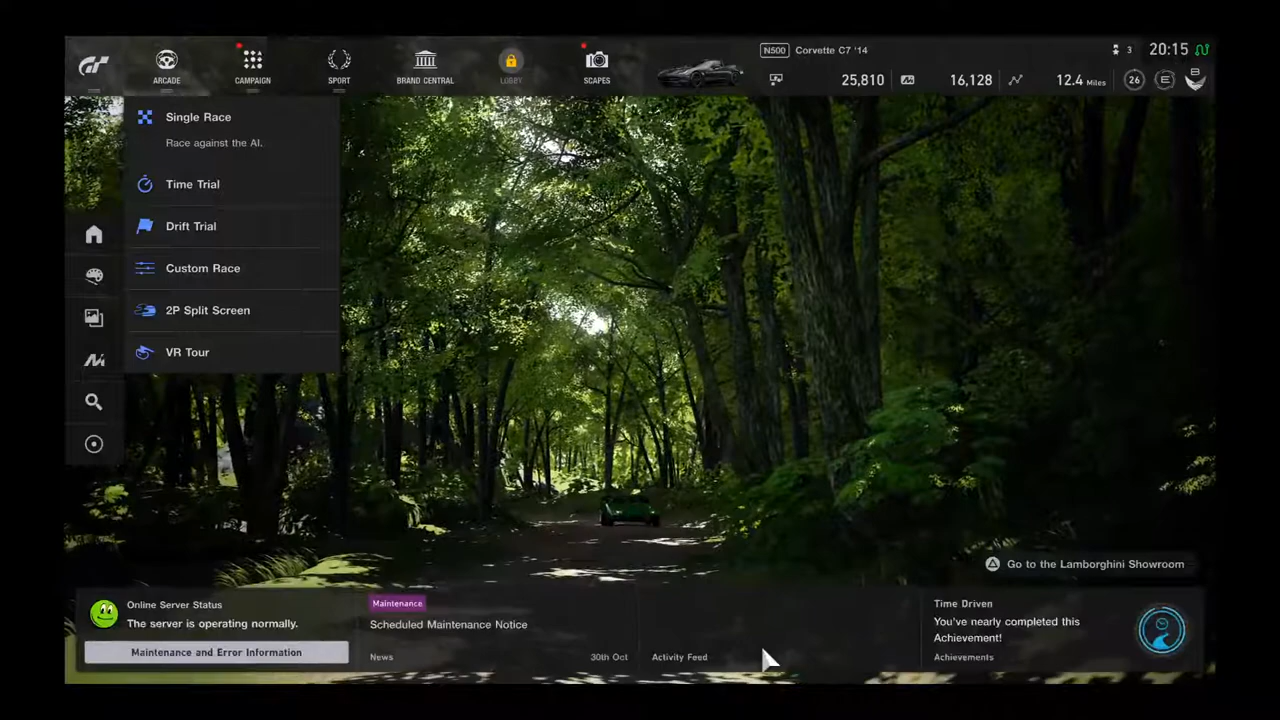 ARCADE
CAMPAIGN
SPORT
BRAND CENTRAL
LOBBY
SCAPES
N500 Corvette C7 '14
3
20:15
25,810
16,128
12.4 Miles
26
E
B
Single Race
Race against the AI.
Time Trial
Drift Trial
Custom Race
2P Split Screen
VR Tour
Go to the Lamborghini Showroom
Online Server Status
The server is operating normally.
Maintenance and Error Information
Maintenance
Scheduled Maintenance Notice
News 30th Oct
Activity Feed
Time Driven
You've nearly completed this
Achievement!
Achievements